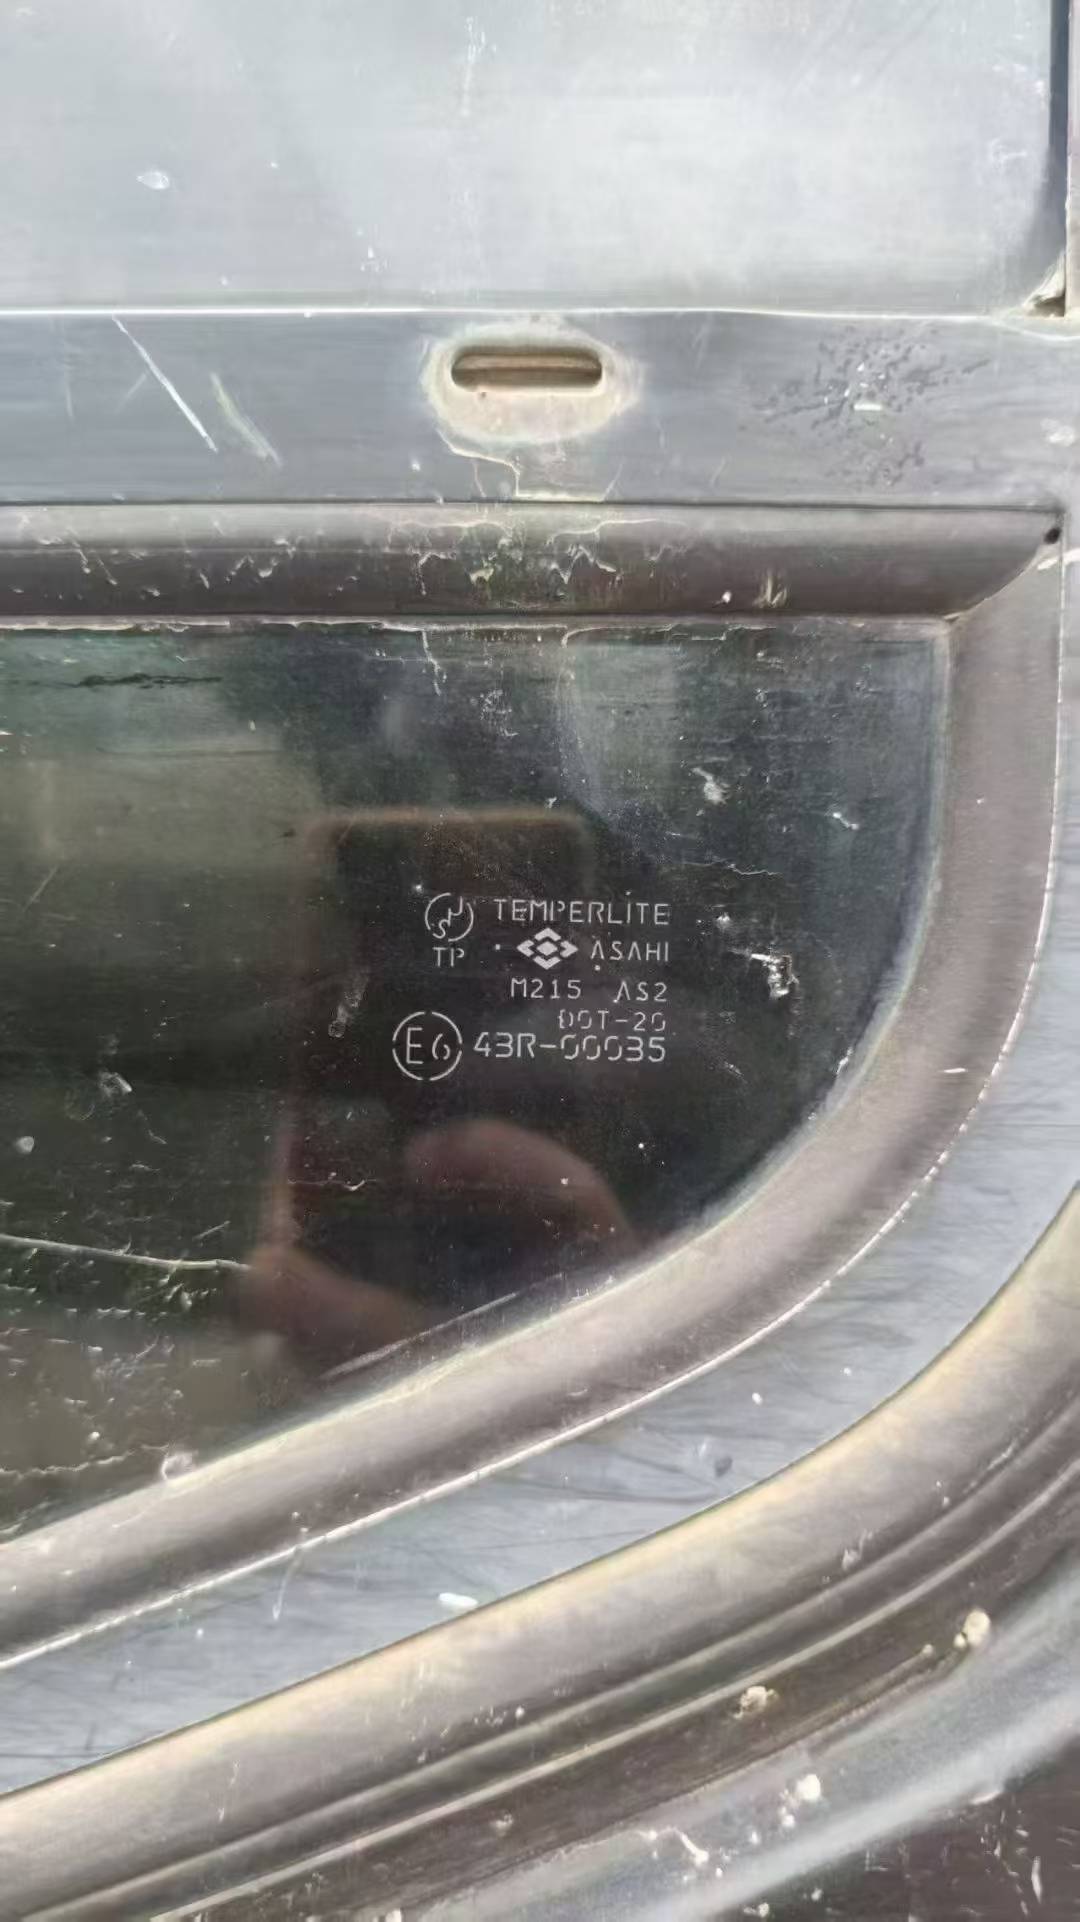 TEMPERLITE
TP ASAHI
M215 AS2
DOT-20
E6 43R-00035